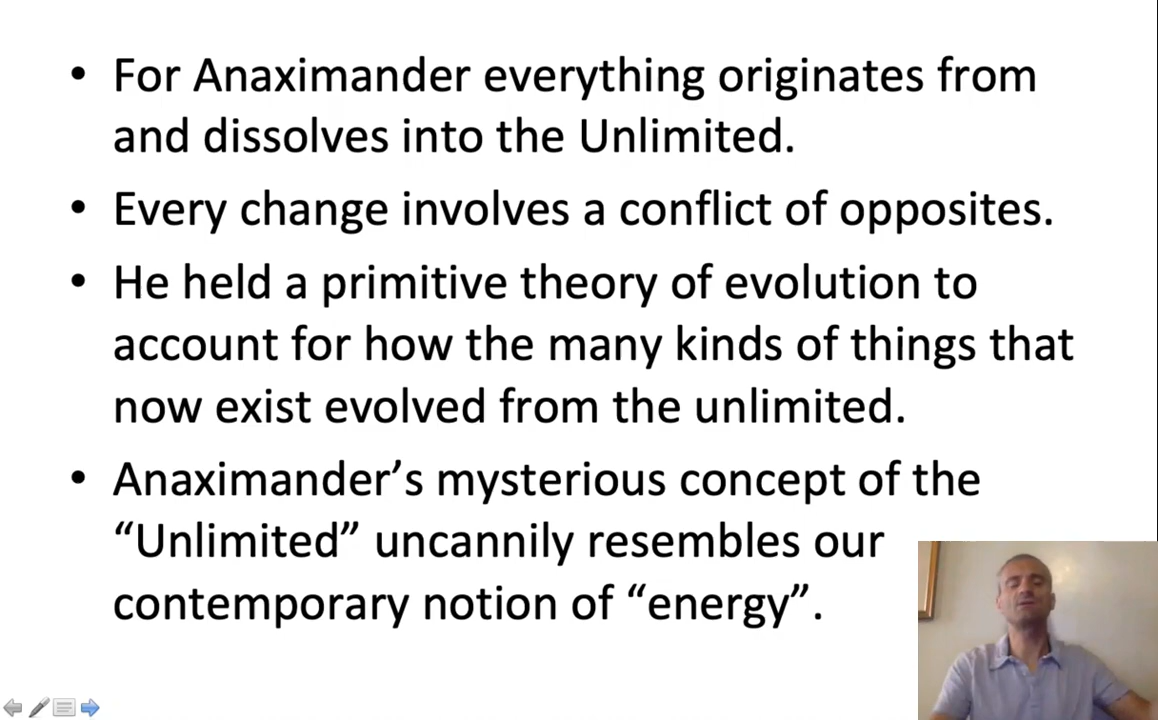 • For Anaximander everything originates from
and dissolves into the Unlimited.
• Every change involves a conflict of opposites.
• He held a primitive theory of evolution to
account for how the many kinds of things that
now exist evolved from the unlimited.
• Anaximander’s mysterious concept of the
“Unlimited” uncannily resembles our
contemporary notion of “energy”.